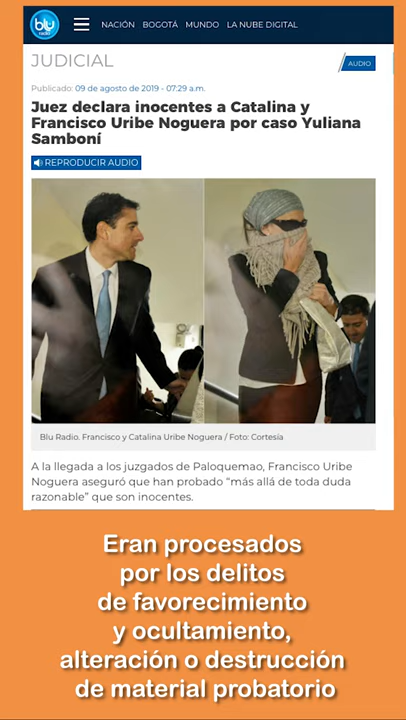 blu
radio
NACIÓN BOGOTÁ MUNDO LA NUBE DIGITAL
JUDICIAL
AUDIO
Publicado: 09 de agosto de 2019 - 07:29 a.m.
Juez declara inocentes a Catalina y
Francisco Uribe Noguera por caso Yuliana
Samboní
REPRODUCIR AUDIO
Blu Radio. Francisco y Catalina Uribe Noguera / Foto: Cortesía
A la llegada a los juzgados de Paloquemao, Francisco Uribe
Noguera aseguró que han probado “más allá de toda duda
razonable” que son inocentes.
Eran procesados
por los delitos
de favorecimiento
y ocultamiento,
alteración o destrucción
de material probatorio